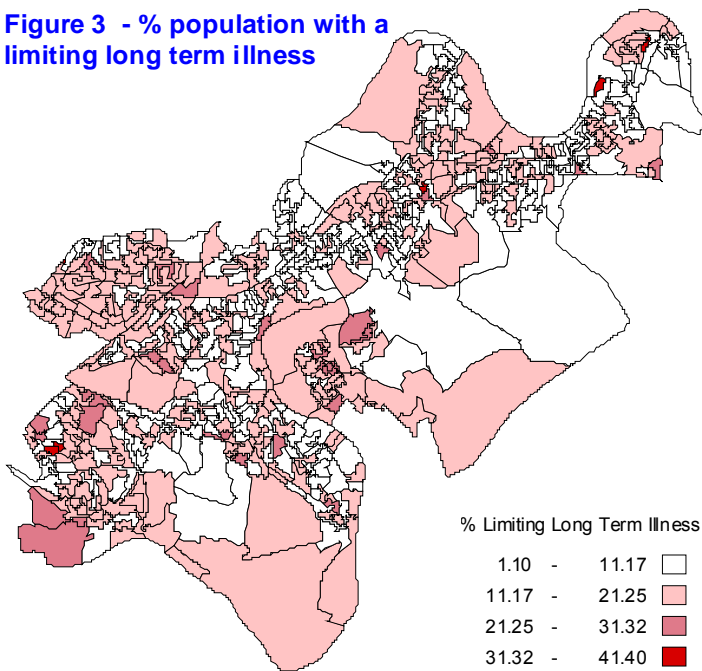 Figure 3 - % population with a
limiting long term illness
% Limiting Long Term Illness
1.10 - 11.17
11.17 - 21.25
21.25 - 31.32
31.32 - 41.40